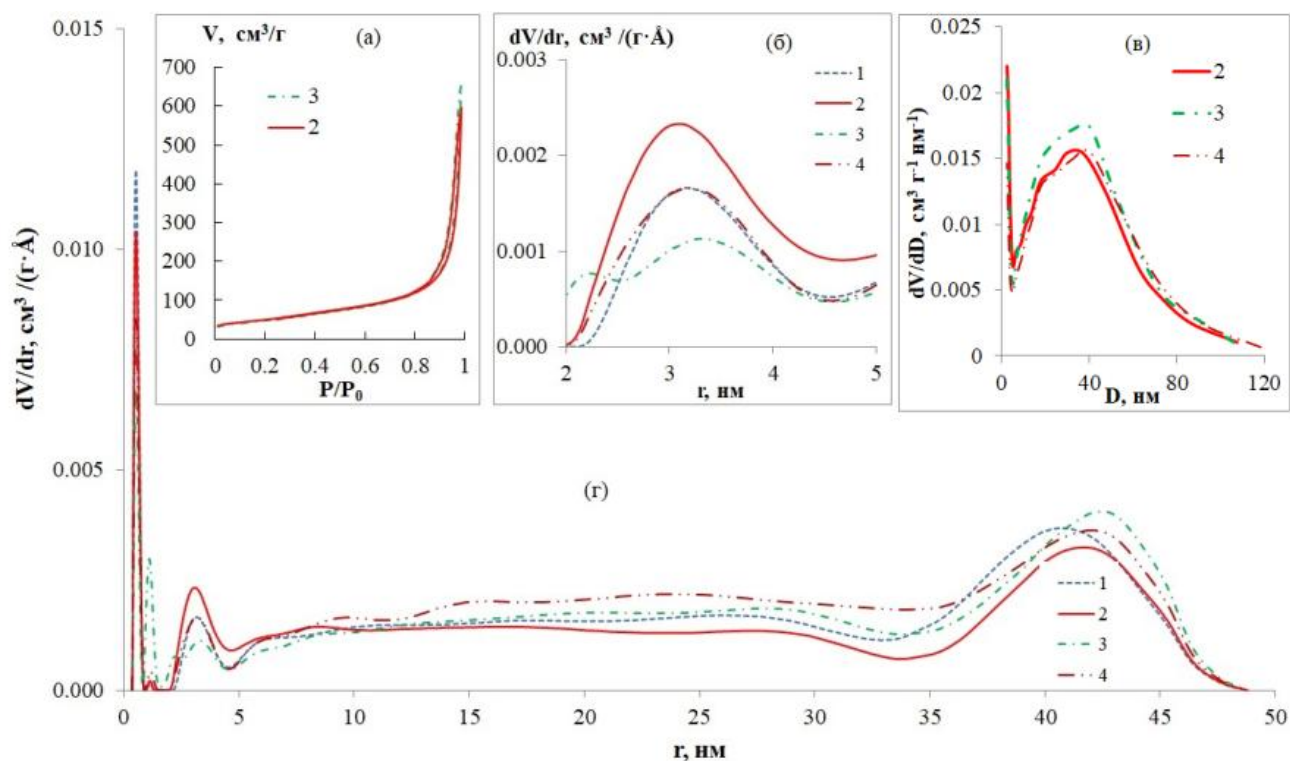 0.015
0.010
0.005
0.000
dV/dr, см³ /(г·Å)
V, см³/г
(а)
700
600
500
400
300
200
100
0
3
2
0 0.2 0.4 0.6 0.8 1
P/P₀
dV/dr, см³ /(г·Å)
(б)
0.003
0.002
0.001
0.000
1
2
3
4
2 3 4 5
r, нм
(в)
0.025
0.02
0.015
0.01
0.005
0
dV/dD, см³ г⁻¹ нм⁻¹
2
3
4
0 40 80 120
D, нм
(г)
1
2
3
4
0 5 10 15 20 25 30 35 40 45 50
r, нм